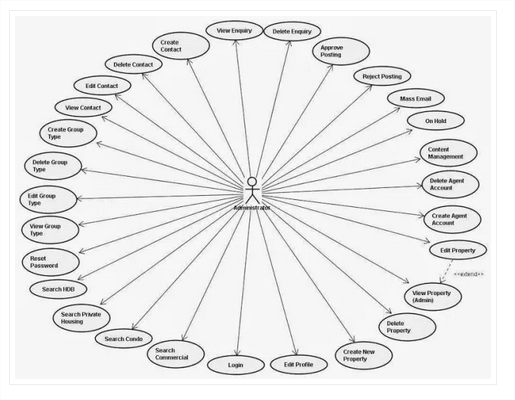 View Enquiry
Delete Enquiry
Create
Contact
Approve
Posting
Delete Contact
Reject Posting
Edit Contact
Mass Email
View Contact
On Hold
Create Group
Type
Content
Management
Delete Group
Type
Delete Agent
Account
Administrator
Edit Group
Type
Create Agent
Account
View Group
Type
Edit Property
Reset
Password
<<extend>>
Search HDB
View Property
(Admin)
Search Private
Housing
Delete
Property
Search Condo
Search
Commercial
Create New
Property
Login
Edit Profile